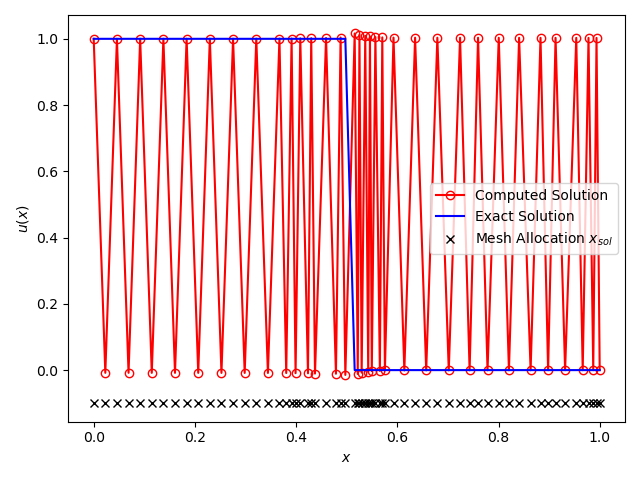 1.0
0.8
0.6
0.4
0.2
0.0
u(x)
Computed Solution
Exact Solution
Mesh Allocation x_sol
0.0 0.2 0.4 0.6 0.8 1.0
x